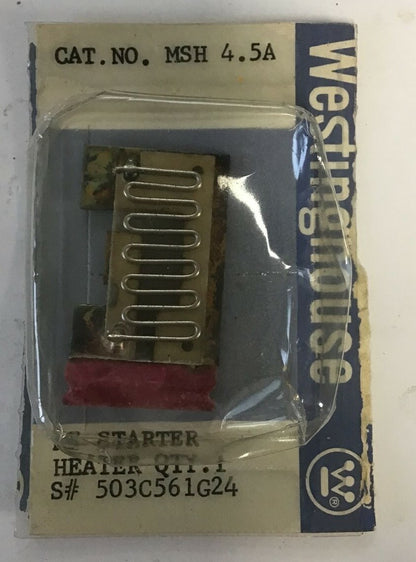 CAT.NO. MSH 4.5A
Westinghouse
STARTER
HEATER QTY.1
S# 503C561G24
W